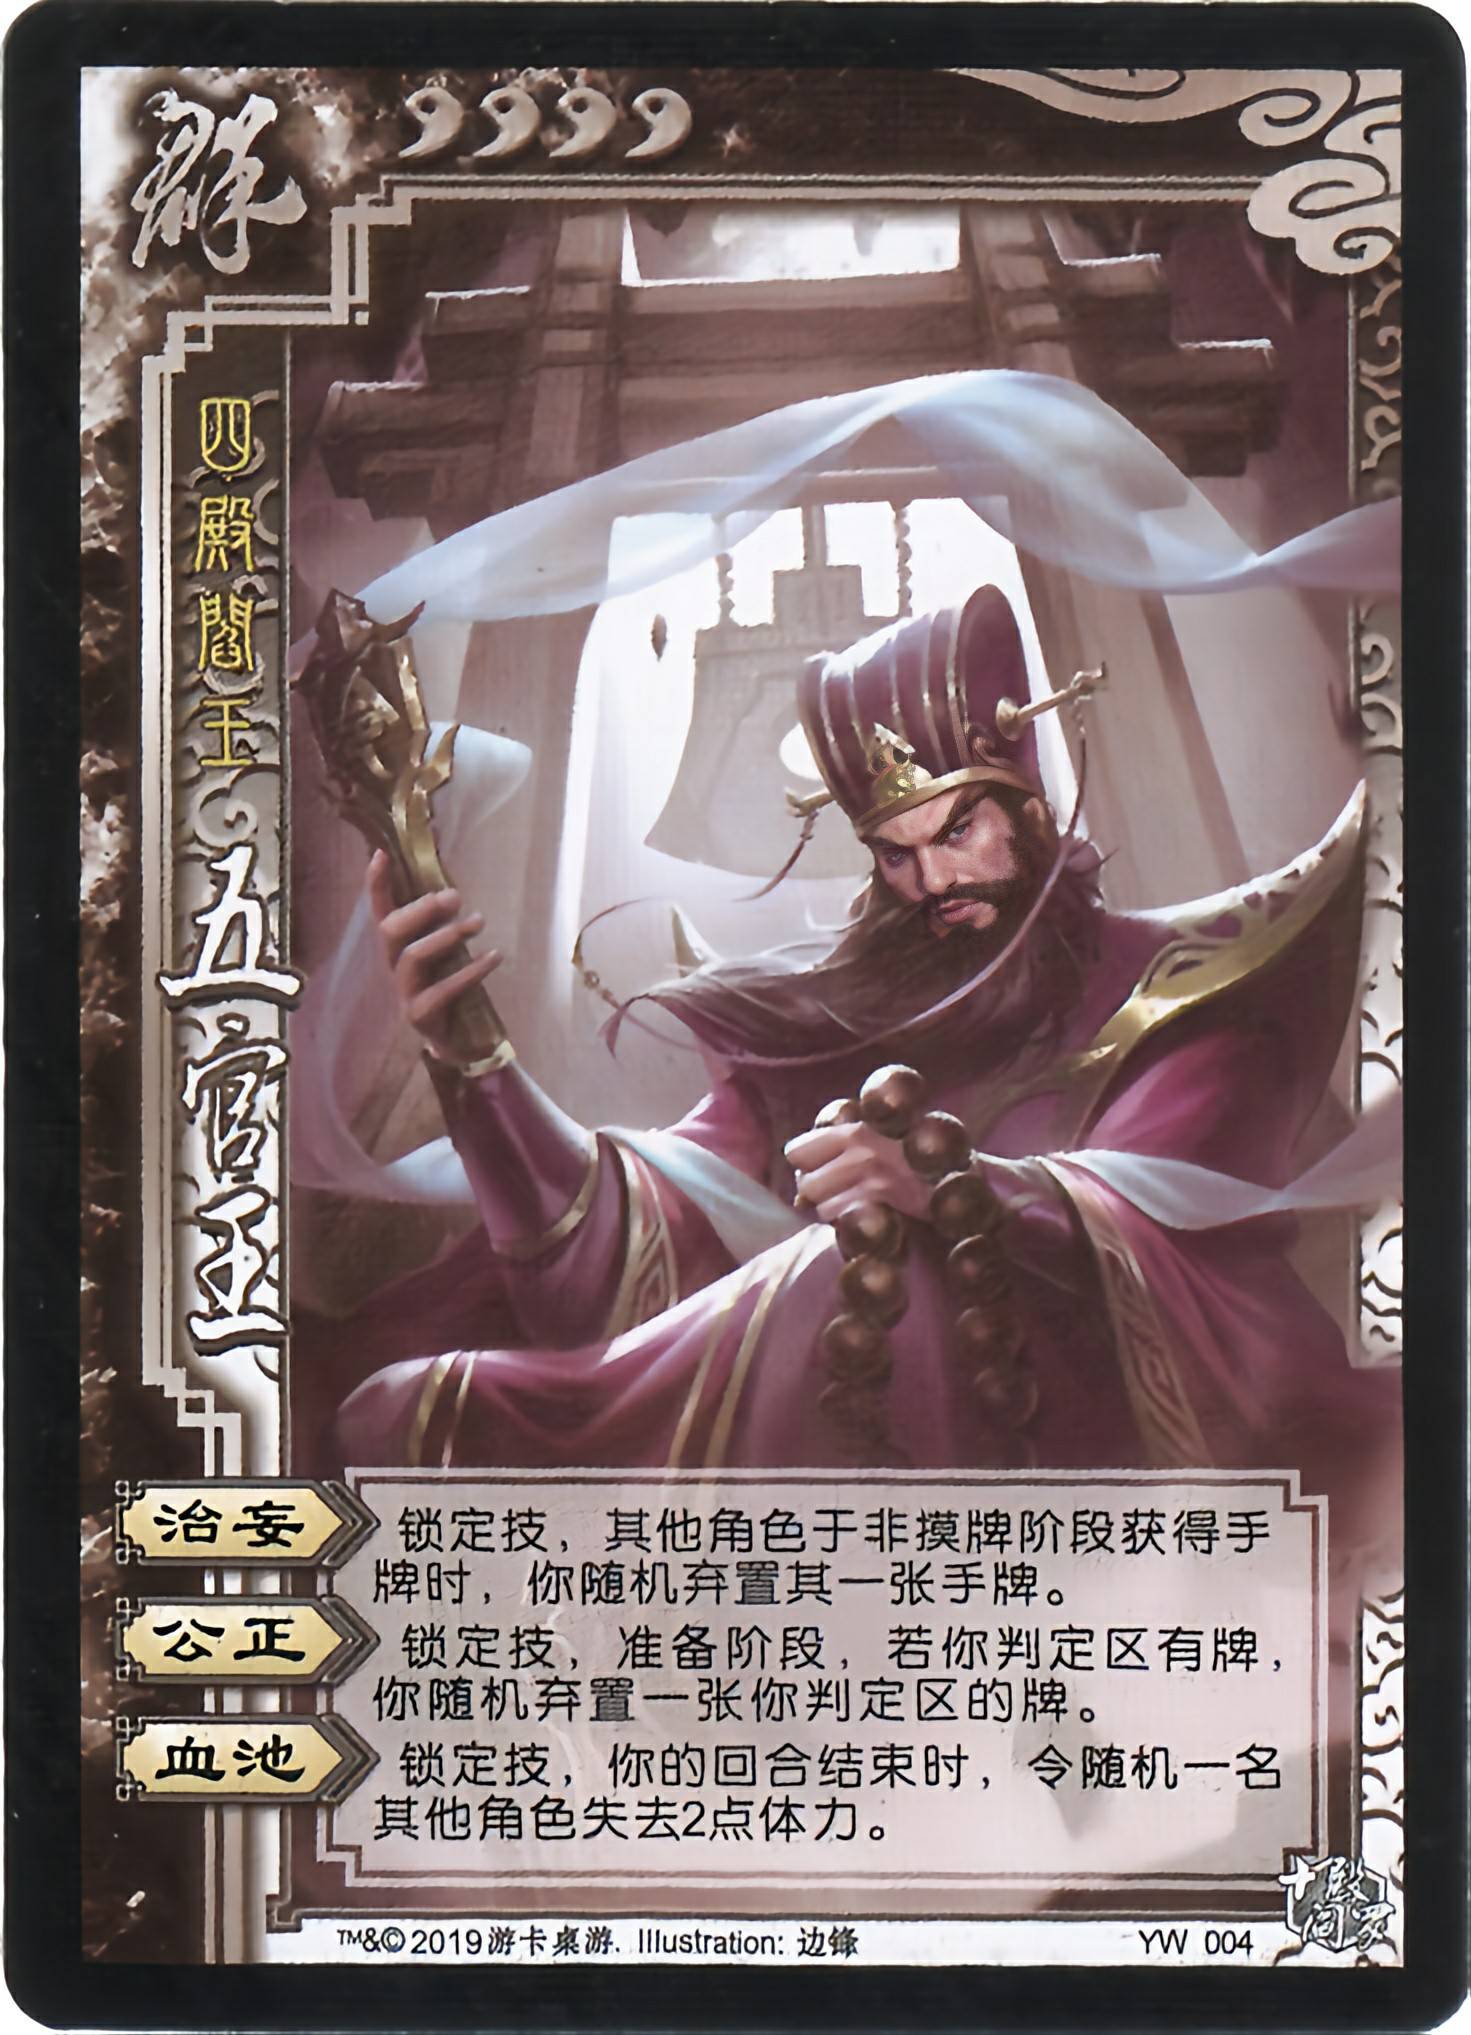 群
四殿阎王
五官王
治妄
锁定技，其他角色于非摸牌阶段获得手
牌时，你随机弃置其一张手牌。
公正
锁定技，准备阶段，若你判定区有牌，
你随机弃置一张你判定区的牌。
血池
锁定技，你的回合结束时，令随机一名
其他角色失去2点体力。
™&©2019游卡桌游. Illustration: 边锋
YW 004
十殿
阎罗